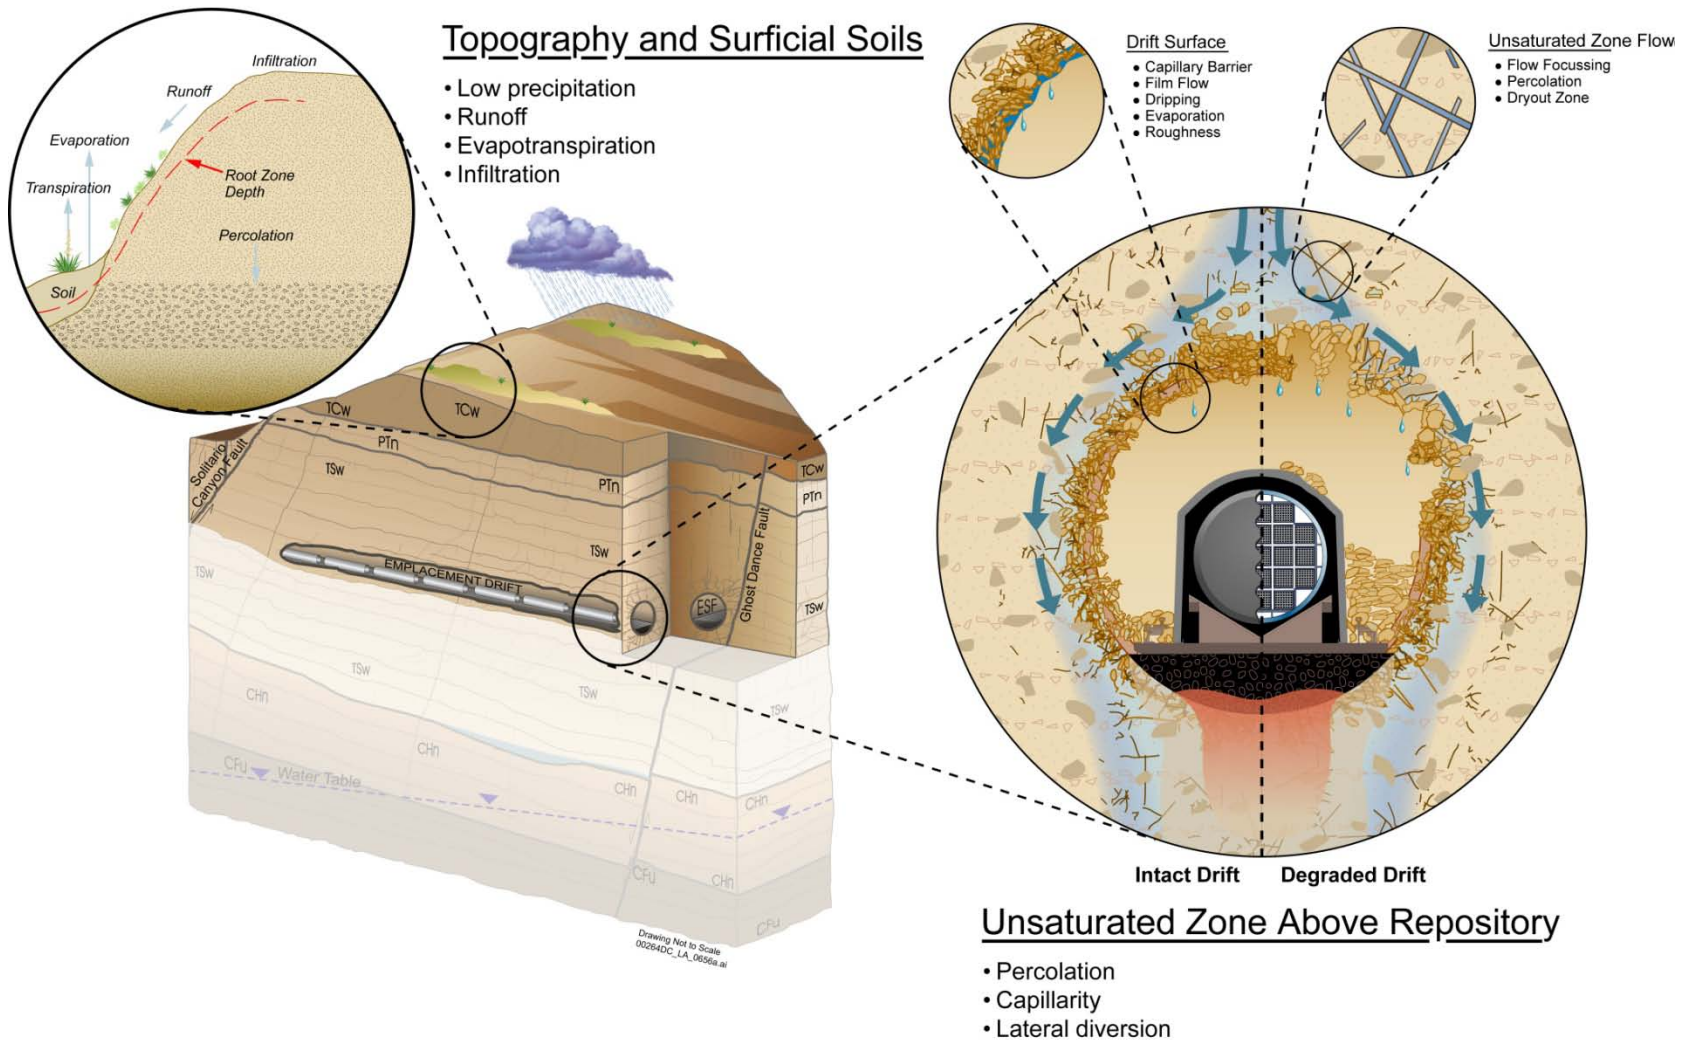 Topography and Surficial Soils
• Low precipitation
• Runoff
• Evapotranspiration
• Infiltration
Infiltration
Runoff
Evaporation
Transpiration
Root Zone
Depth
Percolation
Soil
Drift Surface
• Capillary Barrier
• Film Flow
• Dripping
• Evaporation
• Roughness
Unsaturated Zone Flow
• Flow Focussing
• Percolation
• Dryout Zone
TCw
TCw
PTn
TSw
PTn
TCw
PTn
Solitario
Canyon Fault
TSw
TSw
EMPLACEMENT DRIFT
ESF
Ghost Dance Fault
TSw
TSw
TSw
TSw
CHn
CHn
CHn
CHn
CHn
CFu
Water Table
CFu
CHn
CFu
Drawing Not to Scale
00264DC_LA_0656a.ai
Intact Drift
Degraded Drift
Unsaturated Zone Above Repository
• Percolation
• Capillarity
• Lateral diversion